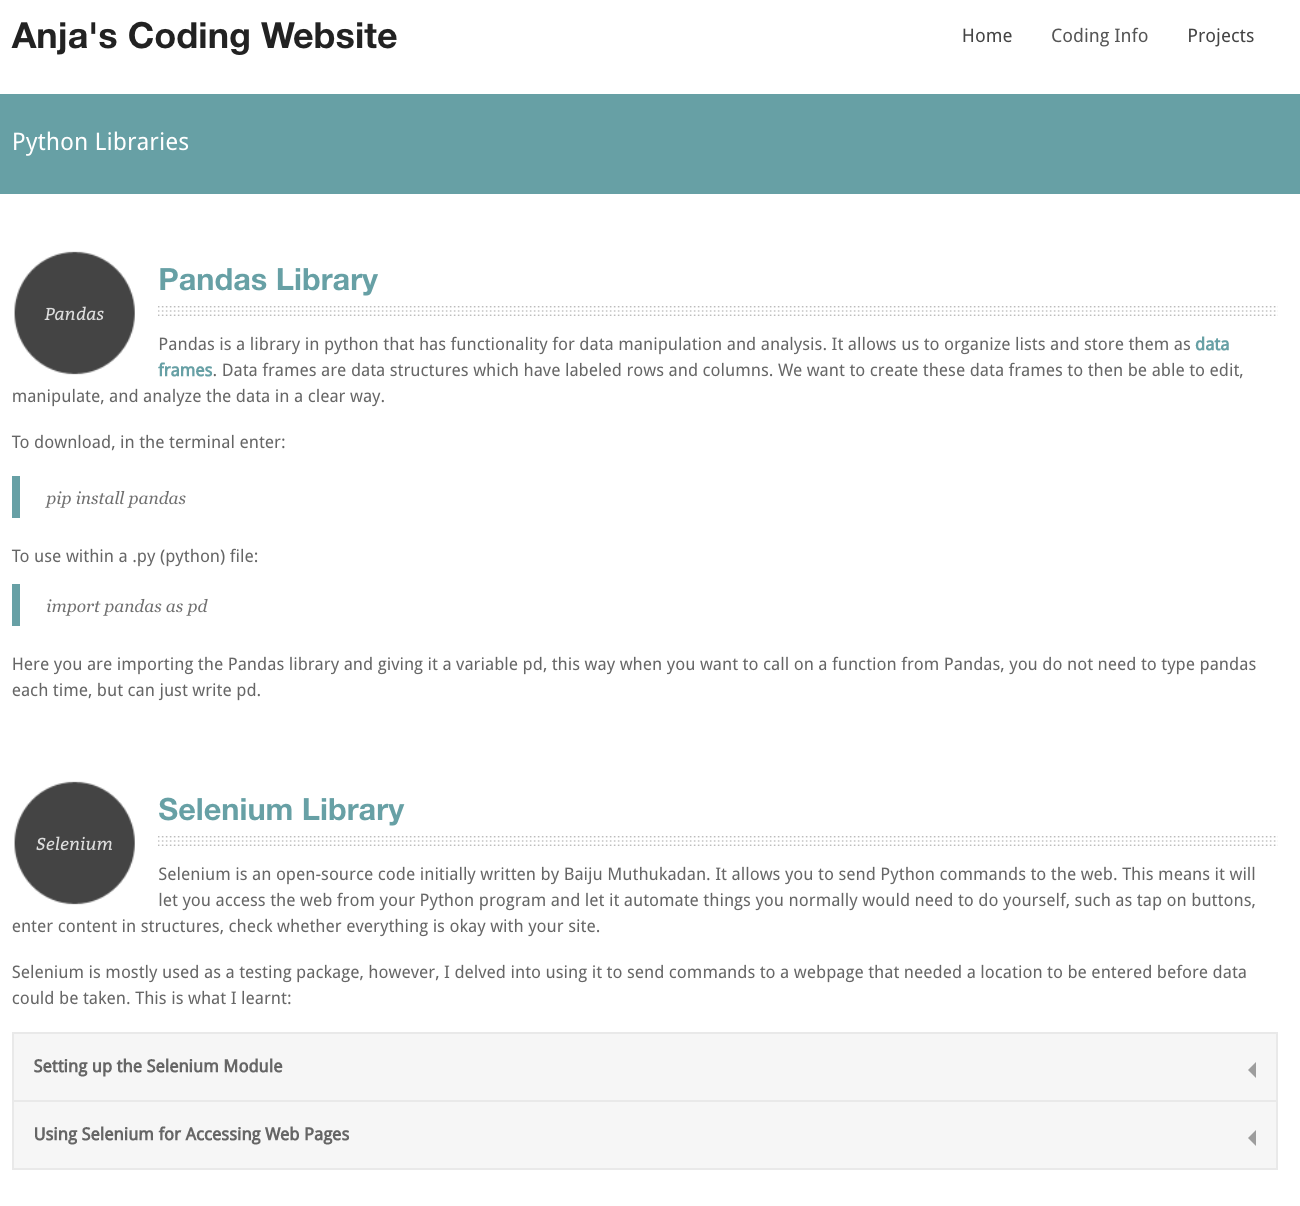 Anja's Coding Website
Home
Coding Info
Projects
Python Libraries
Pandas
Pandas Library
Pandas is a library in python that has functionality for data manipulation and analysis. It allows us to organize lists and store them as data
frames. Data frames are data structures which have labeled rows and columns. We want to create these data frames to then be able to edit,
manipulate, and analyze the data in a clear way.
To download, in the terminal enter:
pip install pandas
To use within a .py (python) file:
import pandas as pd
Here you are importing the Pandas library and giving it a variable pd, this way when you want to call on a function from Pandas, you do not need to type pandas
each time, but can just write pd.
Selenium
Selenium Library
Selenium is an open-source code initially written by Baiju Muthukadan. It allows you to send Python commands to the web. This means it will
let you access the web from your Python program and let it automate things you normally would need to do yourself, such as tap on buttons,
enter content in structures, check whether everything is okay with your site.
Selenium is mostly used as a testing package, however, I delved into using it to send commands to a webpage that needed a location to be entered before data
could be taken. This is what I learnt:
Setting up the Selenium Module
Using Selenium for Accessing Web Pages